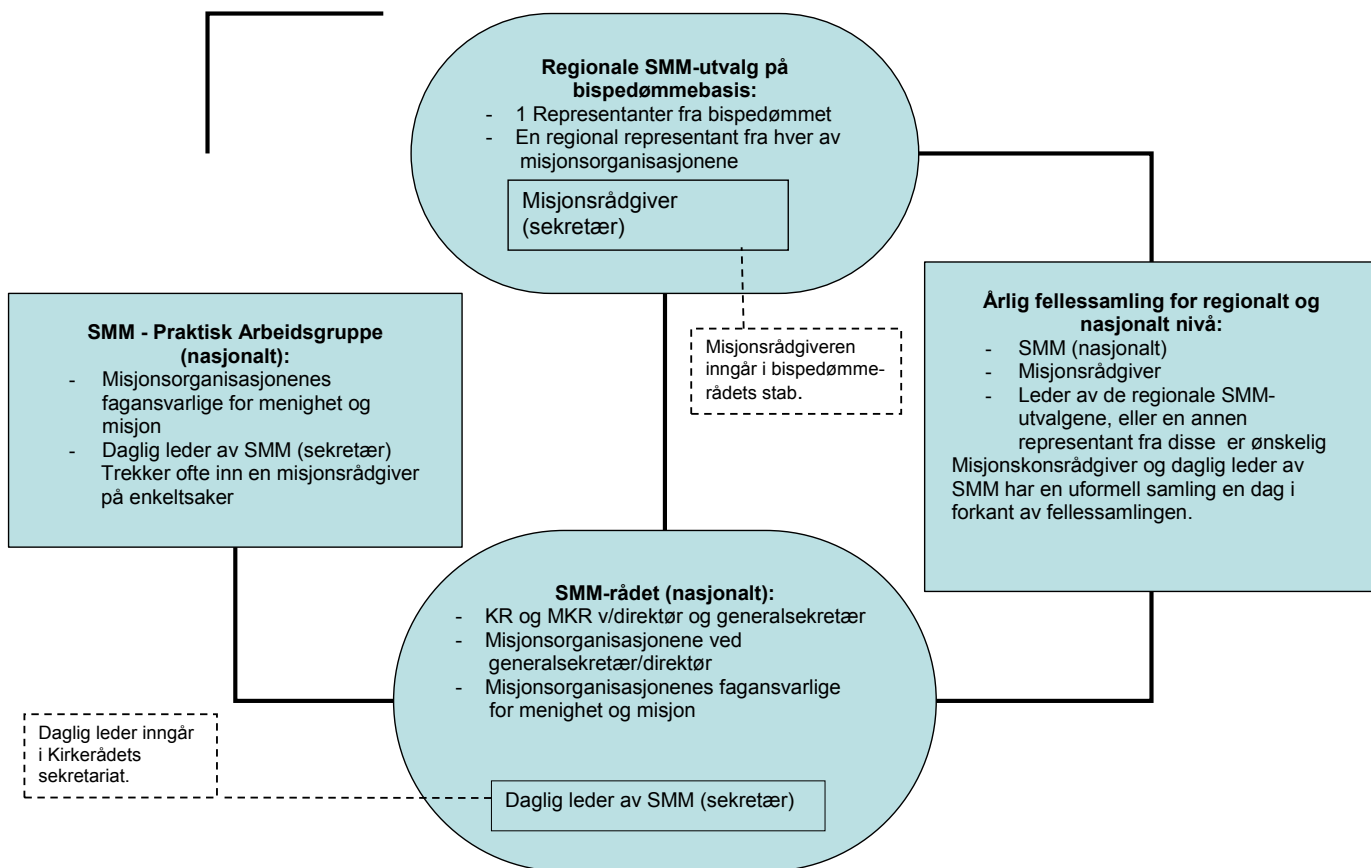 Regionale SMM-utvalg på
bispedømmebasis:
- 1 Representanter fra bispedømmet
- En regional representant fra hver av
misjonsorganisasjonene
Misjonsrådgiver
(sekretær)
Misjonsrådgiveren
inngår i bispedømme-
rådets stab.
SMM - Praktisk Arbeidsgruppe
(nasjonalt):
- Misjonsorganisasjonenes
fagansvarlige for menighet og
misjon
- Daglig leder av SMM (sekretær)
Trekker ofte inn en misjonsrådgiver
på enkeltsaker
Årlig fellessamling for regionalt og
nasjonalt nivå:
- SMM (nasjonalt)
- Misjonsrådgiver
- Leder av de regionale SMM-
utvalgene, eller en annen
representant fra disse er ønskelig
Misjonskonsrådgiver og daglig leder av
SMM har en uformell samling en dag i
forkant av fellessamlingen.
SMM-rådet (nasjonalt):
- KR og MKR v/direktør og generalsekretær
- Misjonsorganisasjonene ved
generalsekretær/direktør
- Misjonsorganisasjonenes fagansvarlige
for menighet og misjon
Daglig leder av SMM (sekretær)
Daglig leder inngår
i Kirkerådets
sekretariat.